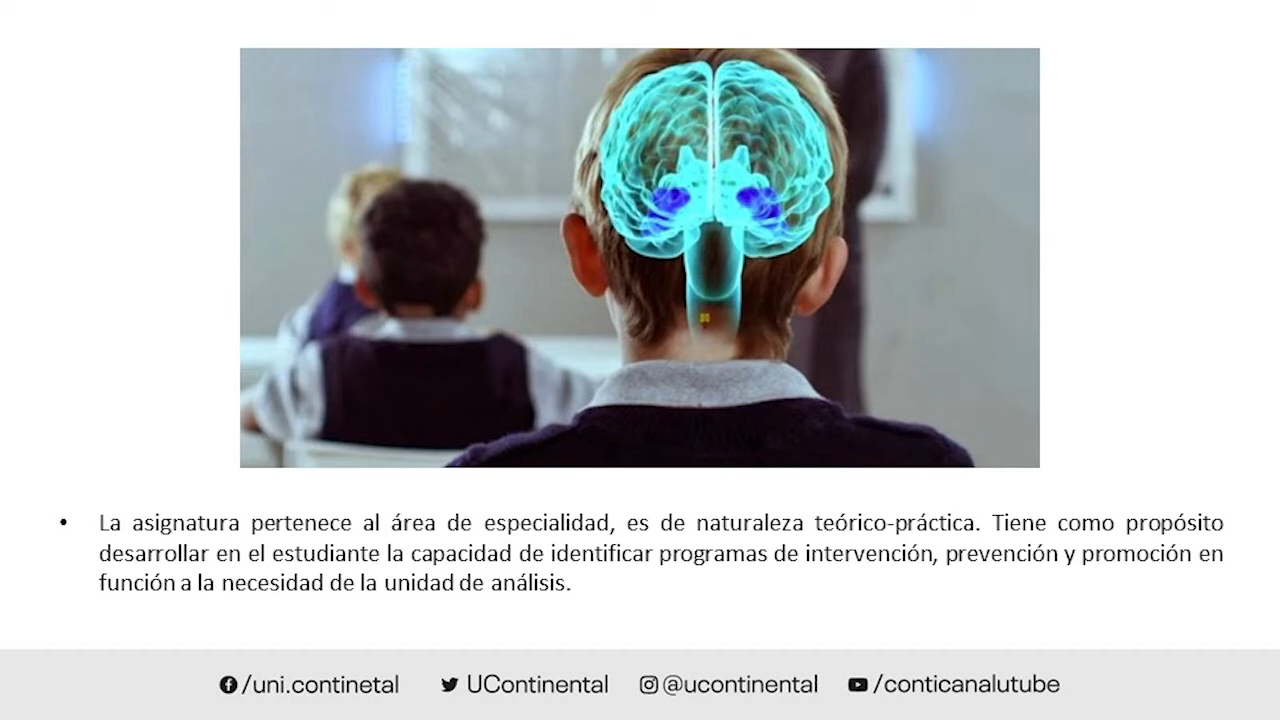 • La asignatura pertenece al área de especialidad, es de naturaleza teórico-práctica. Tiene como propósito
desarrollar en el estudiante la capacidad de identificar programas de intervención, prevención y promoción en
función a la necesidad de la unidad de análisis.
/uni.continetal UContinental @ucontinental /conticanalutube